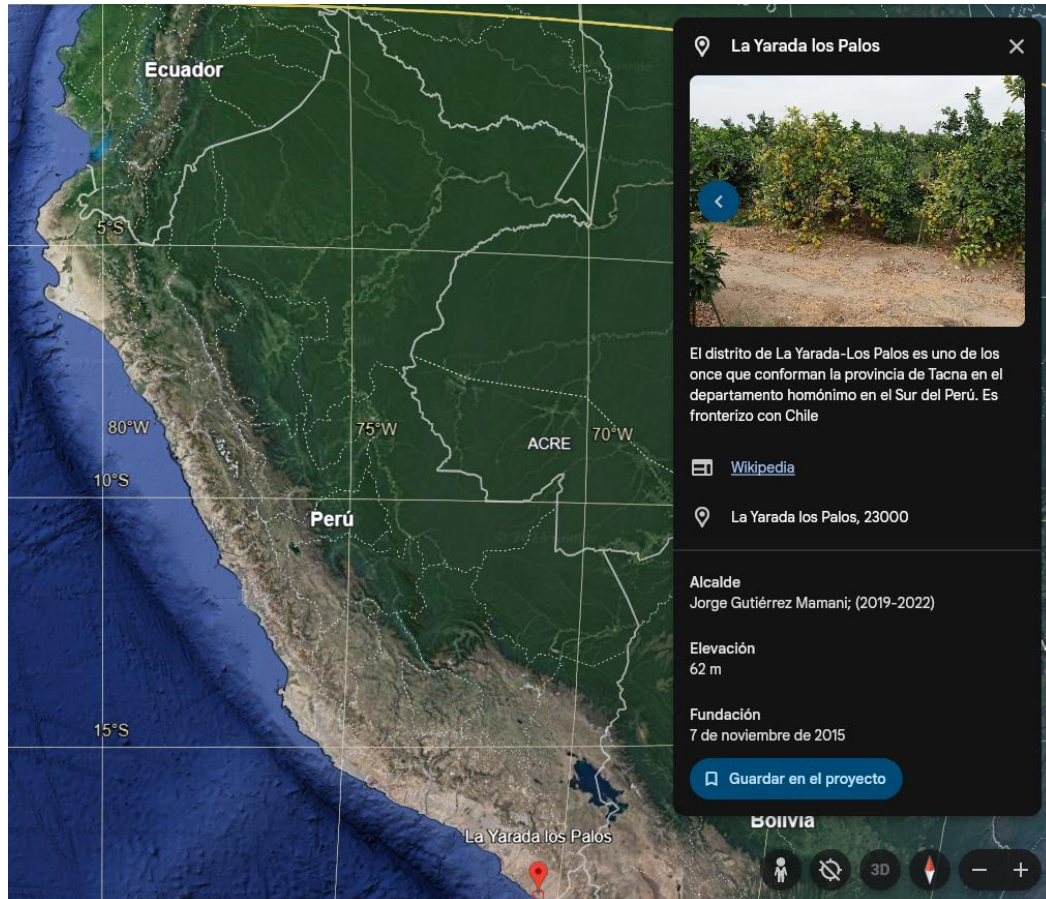 Ecuador
5°S
80°W
75°W
ACRE
70°W
10°S
Perú
15°S
La Yarada los Palos
Bolivia
La Yarada los Palos
El distrito de La Yarada-Los Palos es uno de los
once que conforman la provincia de Tacna en el
departamento homónimo en el Sur del Perú. Es
fronterizo con Chile
Wikipedia
La Yarada los Palos, 23000
Alcalde
Jorge Gutiérrez Mamani; (2019-2022)
Elevación
62 m
Fundación
7 de noviembre de 2015
Guardar en el proyecto
3D